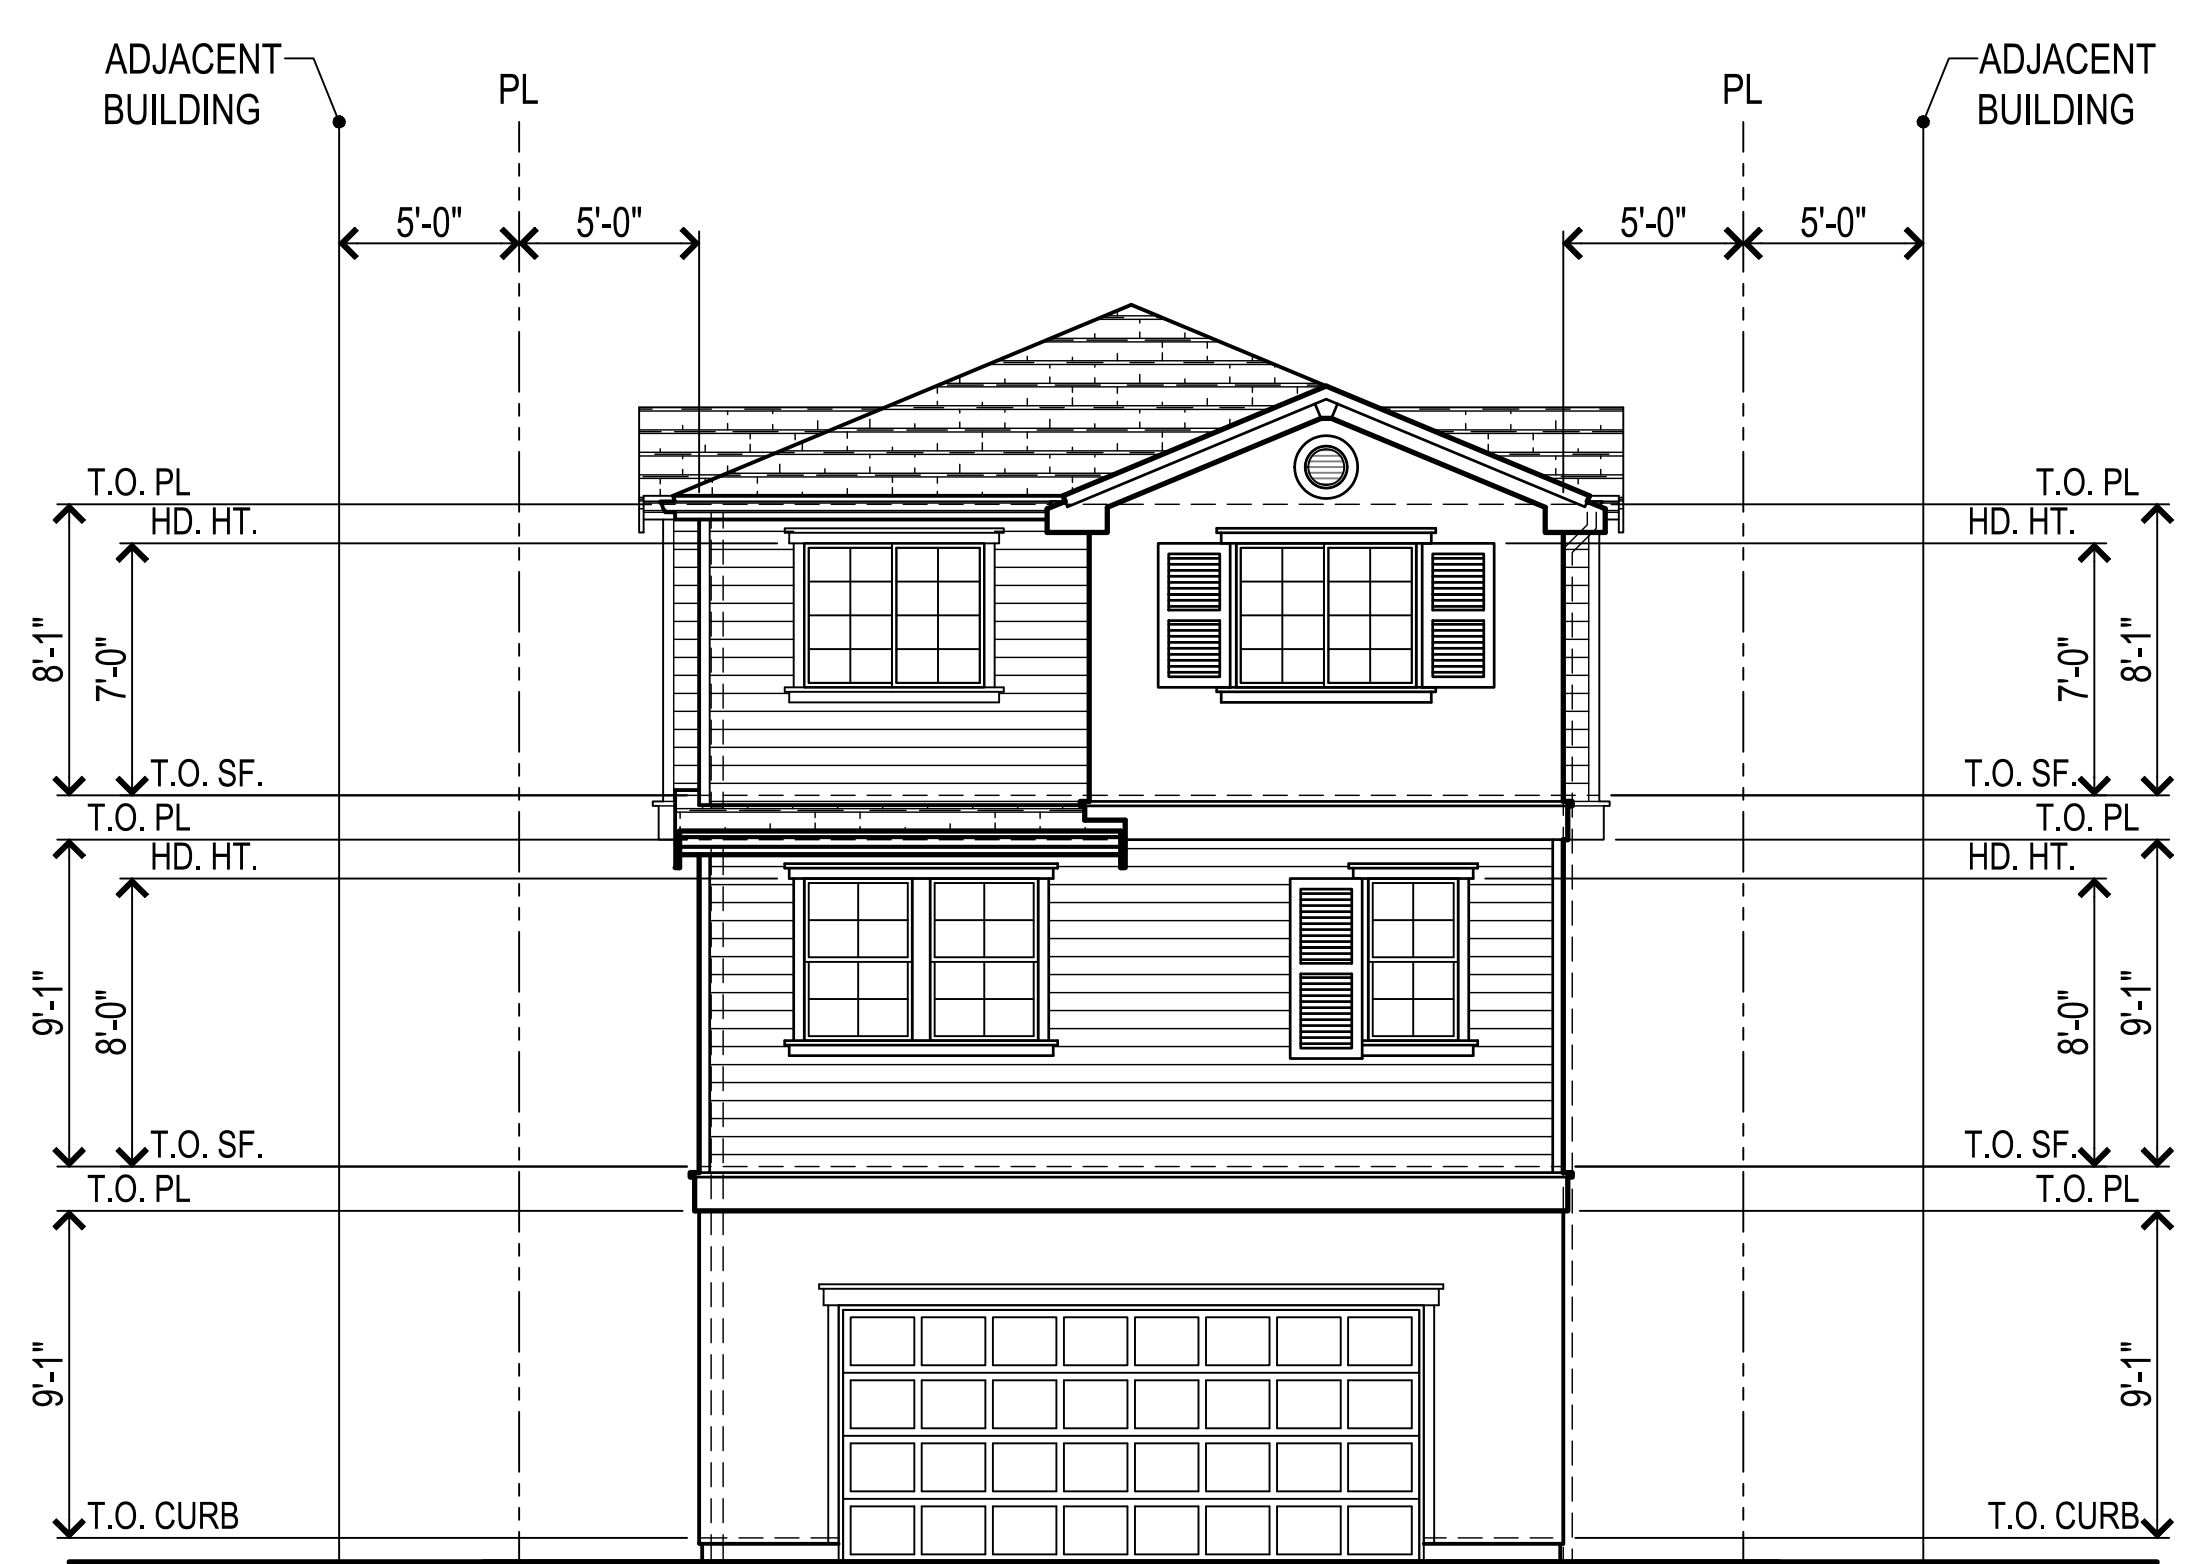 ADJACENT
BUILDING
PL
PL
ADJACENT
BUILDING
5'-0"
5'-0"
5'-0"
5'-0"
T.O. PL
T.O. PL
HD. HT.
HD. HT.
8'-1"
7'-0"
7'-0"
8'-1"
T.O. SF.
T.O. SF.
T.O. PL
T.O. PL
HD. HT.
HD. HT.
9'-1"
8'-0"
8'-0"
9'-1"
T.O. SF.
T.O. SF.
T.O. PL
T.O. PL
9'-1"
9'-1"
T.O. CURB
T.O. CURB